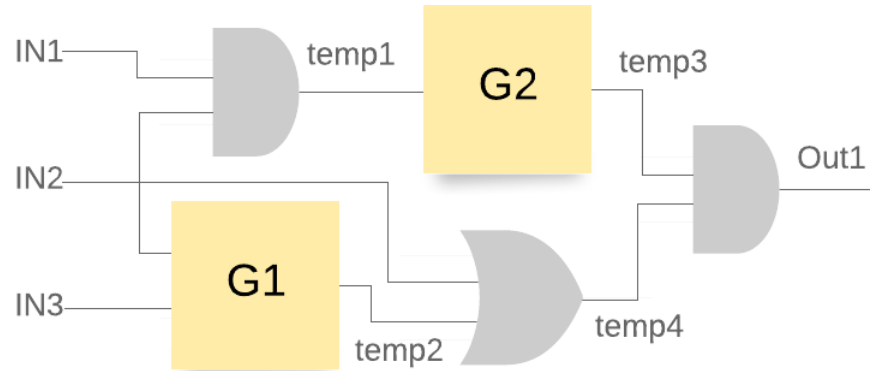 IN1
temp1
G2
temp3
IN2
Out1
G1
IN3
temp2
temp4